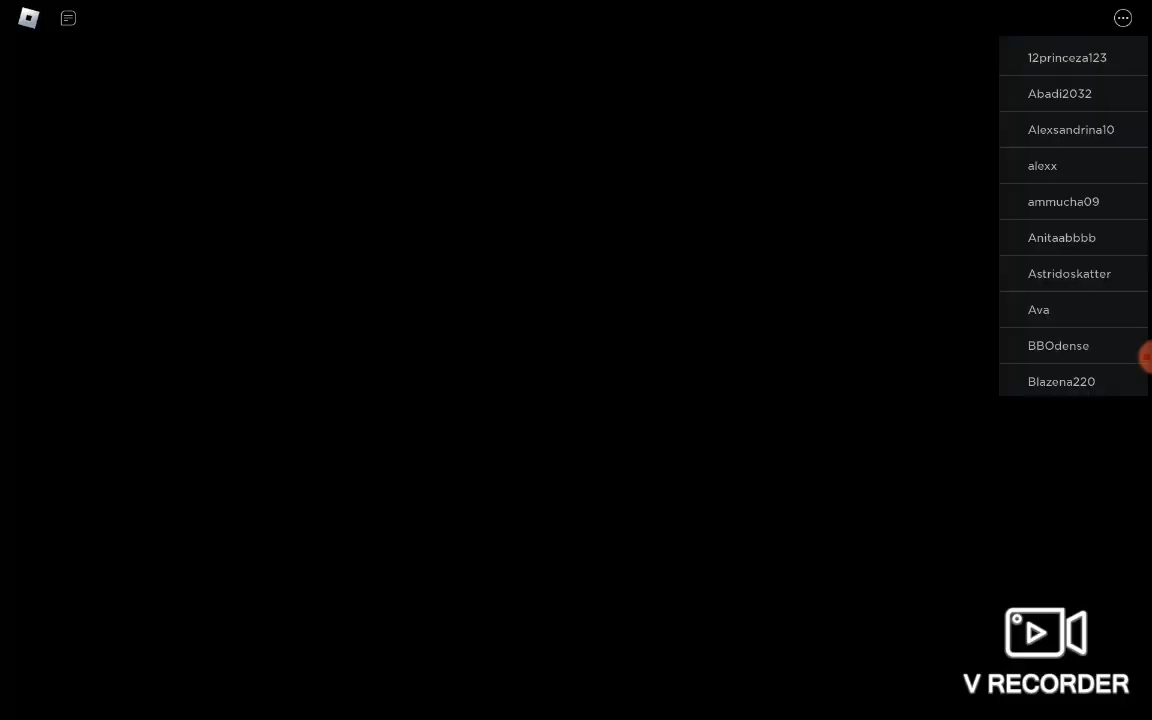 12princeza123
Abadi2032
Alexsandrina10
alexx
ammucha09
Anitaabbbb
Astridoskatter
Ava
BBOdense
Blazena220
V RECORDER